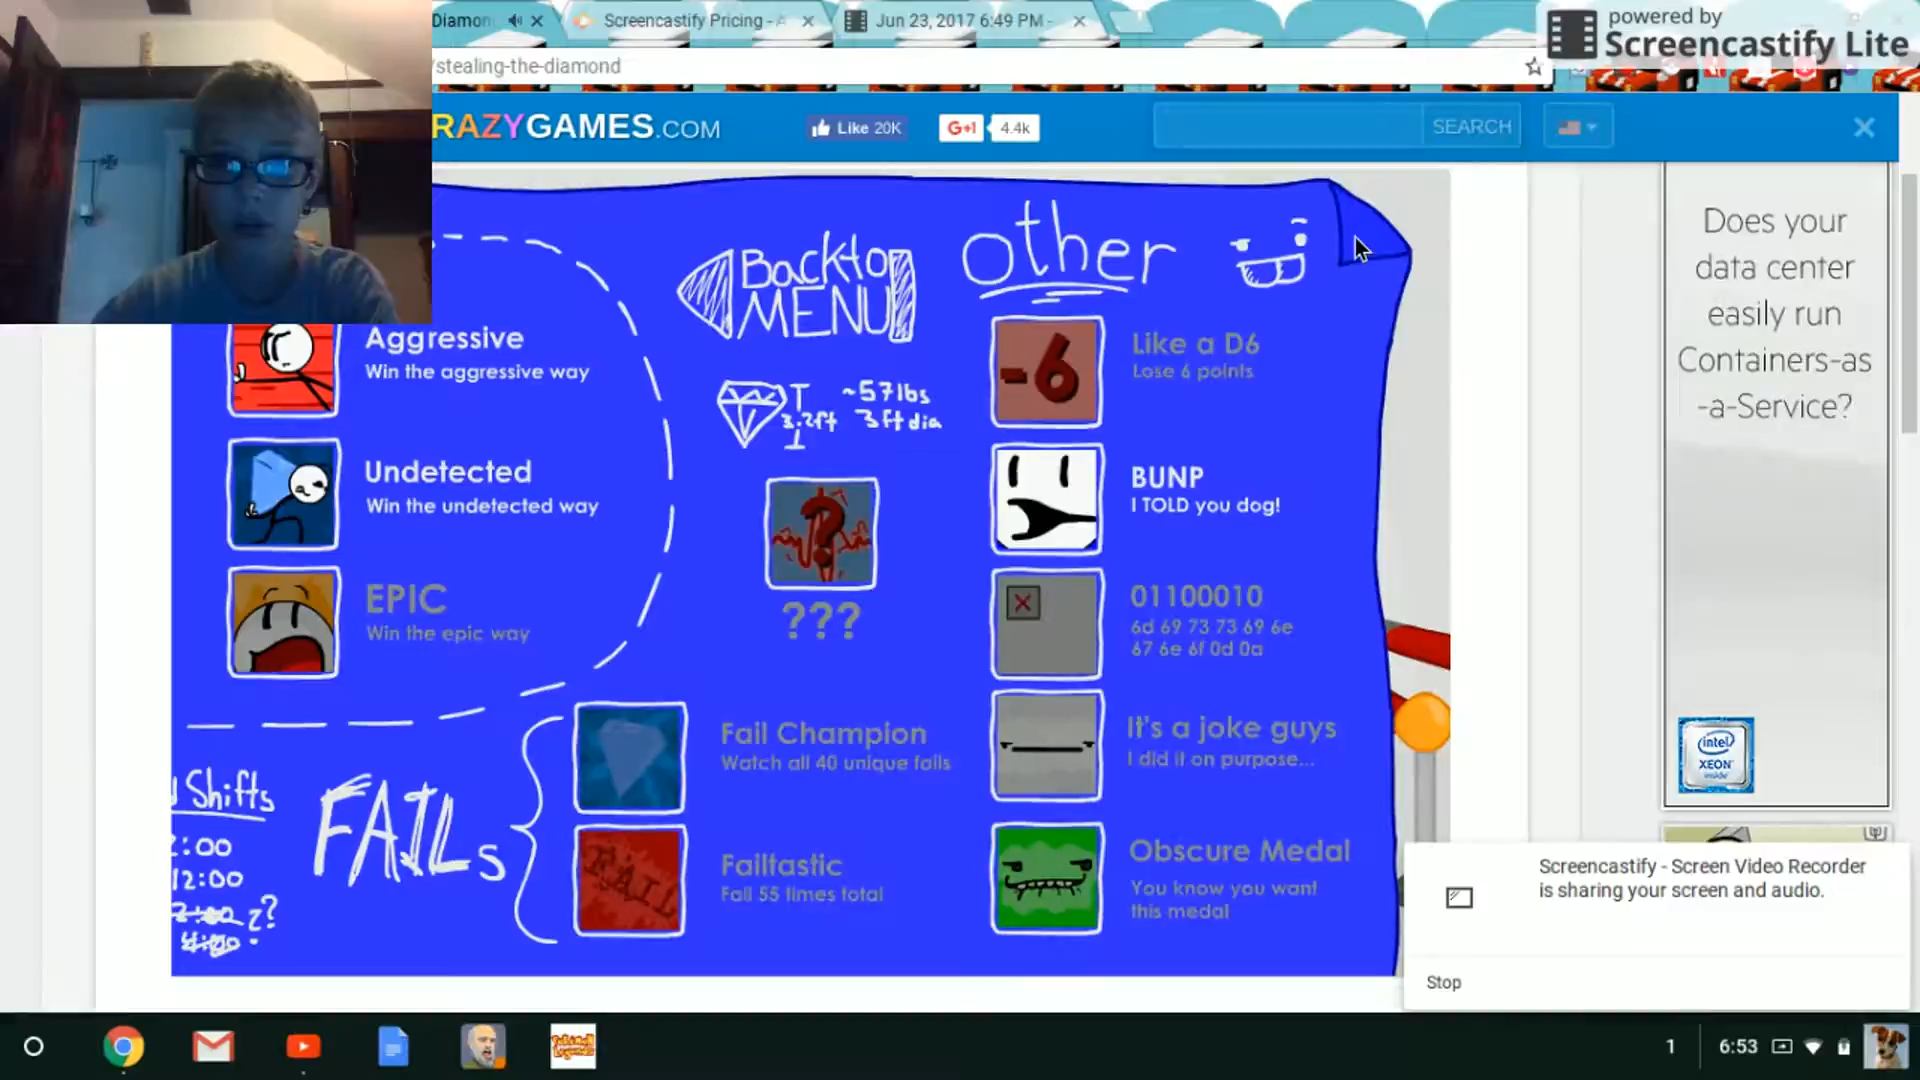 Diamon
Screencastify Pricing - A
Jun 23, 2017 6:49 PM -
powered by
Screencastify Lite
/stealing-the-diamond
RAZYGAMES.COM
Like 20K
G+1
4.4k
SEARCH
Back to
MENU
other
Aggressive
Win the aggressive way
Undetected
Win the undetected way
EPIC
Win the epic way
3.2ft
~57lbs
3ft dia
???
-6
Like a D6
Lose 6 points
BUNP
I TOLD you dog!
01100010
6d 69 73 73 69 6e
67 6e 6f 0d 0a
It's a joke guys
I did it on purpose...
Obscure Medal
You know you want
this medal
Shifts
2:00
12:00
FAILs
Fail Champion
Watch all 40 unique fails
FAIL
Failtastic
Fail 55 times total
Does your
data center
easily run
Containers-as
-a-Service?
intel
XEON
inside
Screencastify - Screen Video Recorder
is sharing your screen and audio.
Stop
1
6:53